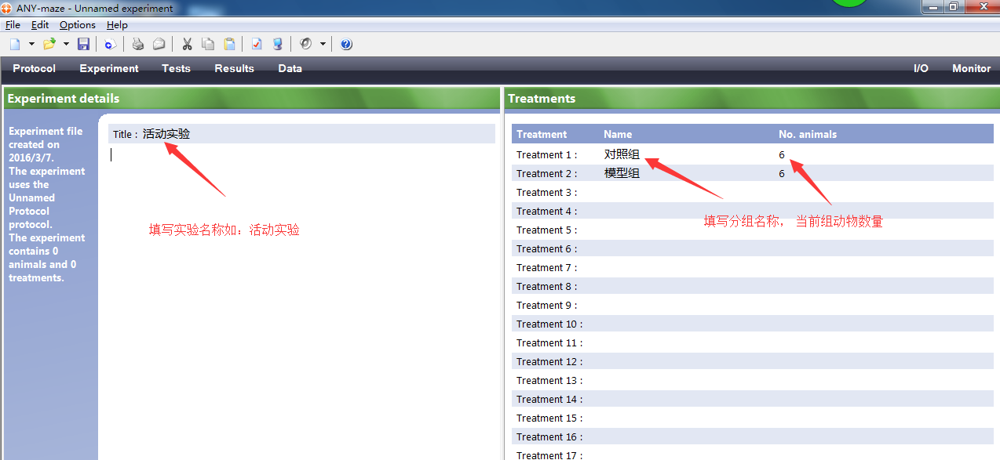 ANY-maze - Unnamed experiment
File Edit Options Help
Protocol Experiment Tests Results Data I/O Monitor
Experiment details
Experiment file
created on
2016/3/7.
The experiment
uses the
Unnamed
Protocol
protocol.
The experiment
contains 0
animals and 0
treatments.
Title : 活动实验
填写实验名称如：活动实验
Treatments
Treatment Name No. animals
Treatment 1 : 对照组 6
Treatment 2 : 模型组 6
Treatment 3 :
Treatment 4 :
填写分组名称， 当前组动物数量
Treatment 5 :
Treatment 6 :
Treatment 7 :
Treatment 8 :
Treatment 9 :
Treatment 10 :
Treatment 11 :
Treatment 12 :
Treatment 13 :
Treatment 14 :
Treatment 15 :
Treatment 16 :
Treatment 17 :